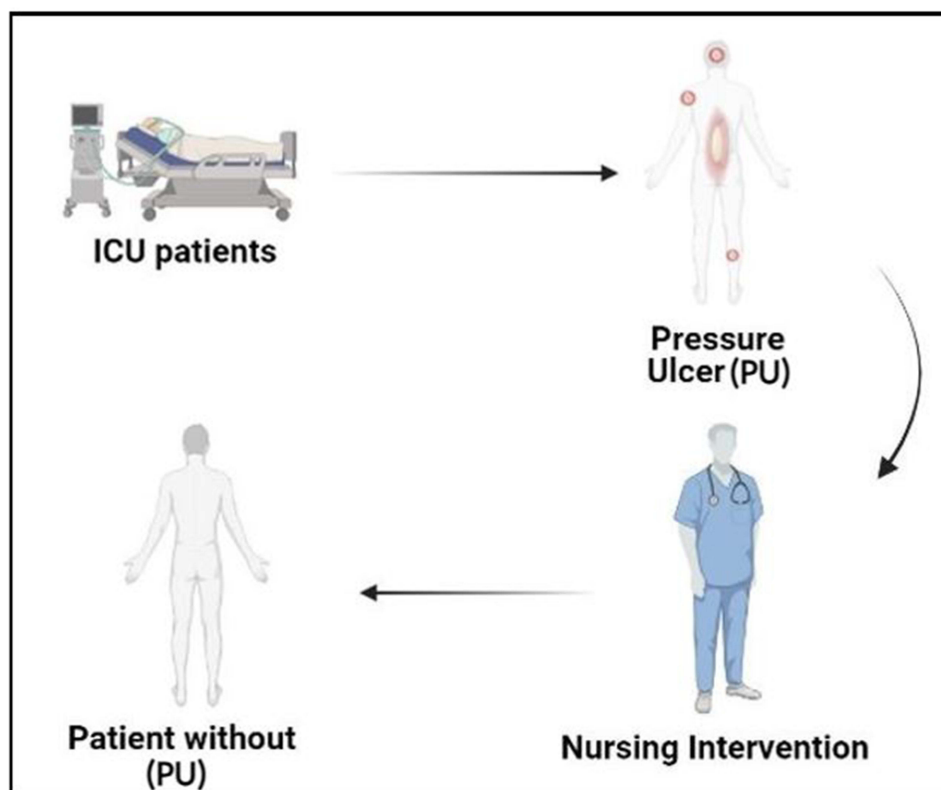 ICU patients
Pressure
Ulcer (PU)
Patient without
(PU)
Nursing Intervention